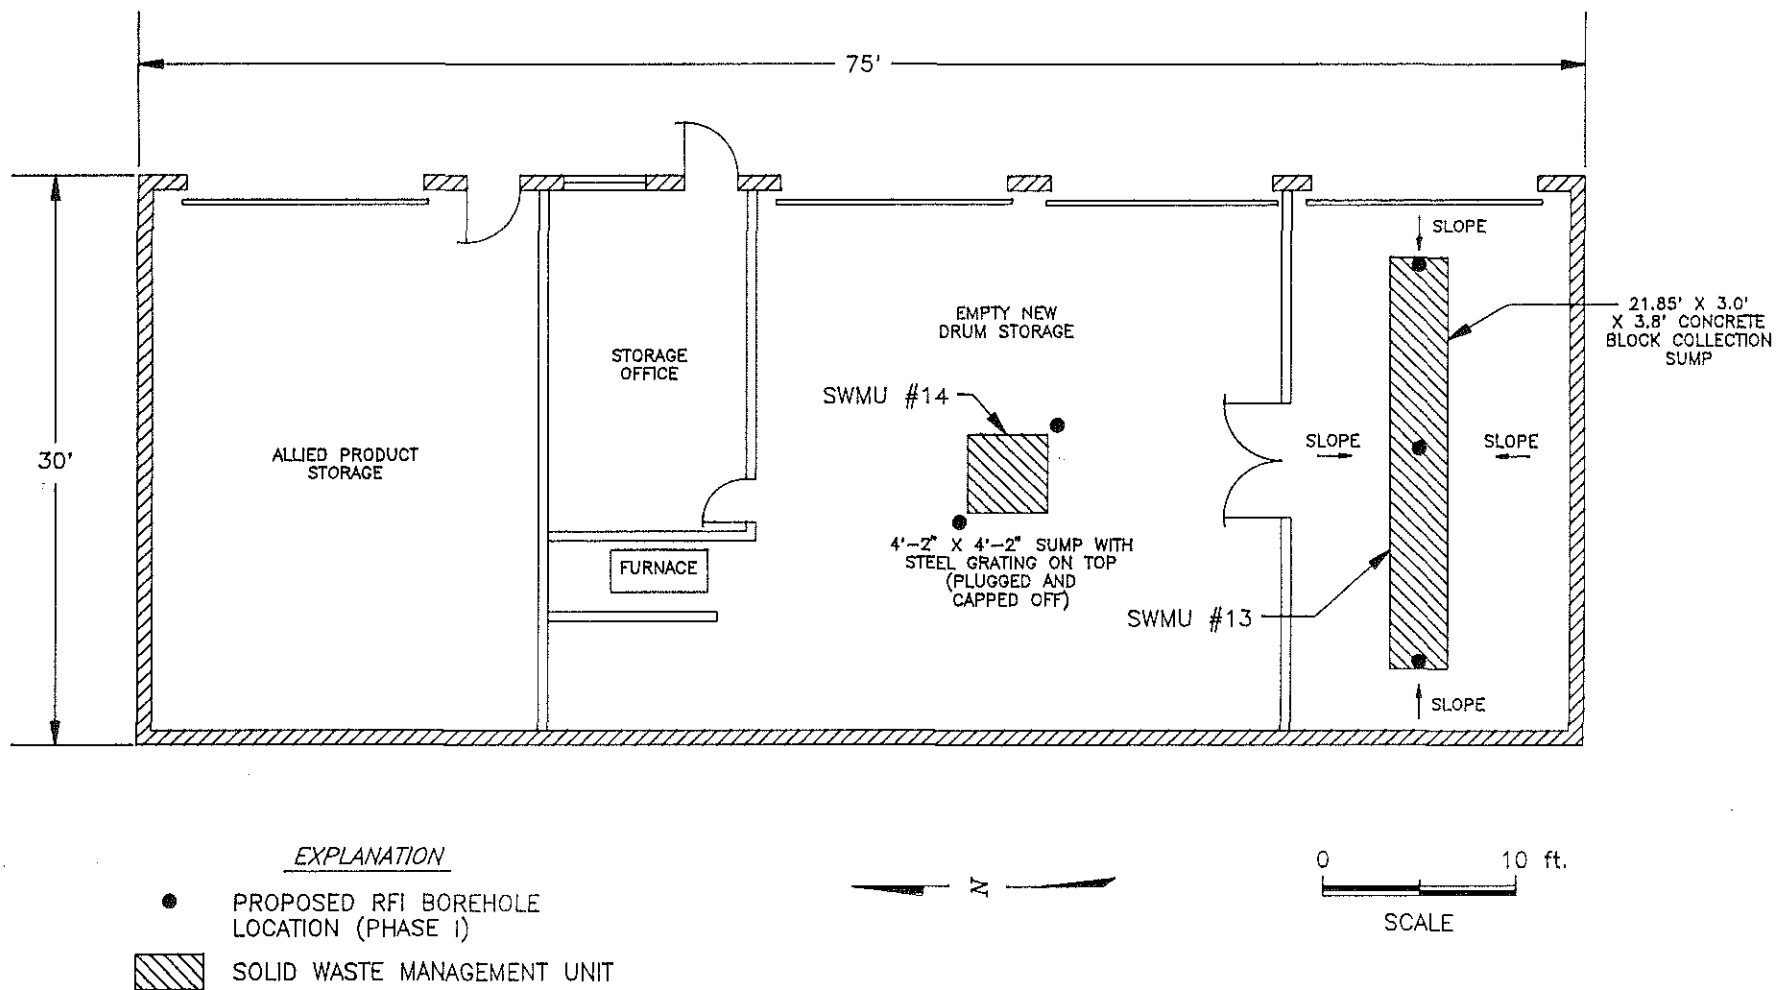 75'
SLOPE
21.85' X 3.0'
X 3.8' CONCRETE
BLOCK COLLECTION
SUMP
EMPTY NEW
DRUM STORAGE
STORAGE
OFFICE
SWMU #14
30'
ALLIED PRODUCT
STORAGE
SLOPE
SLOPE
4'-2" X 4'-2" SUMP WITH
STEEL GRATING ON TOP
(PLUGGED AND
CAPPED OFF)
FURNACE
SWMU #13
SLOPE
EXPLANATION
PROPOSED RFI BOREHOLE
LOCATION (PHASE I)
SOLID WASTE MANAGEMENT UNIT
N
0 10 ft.
SCALE